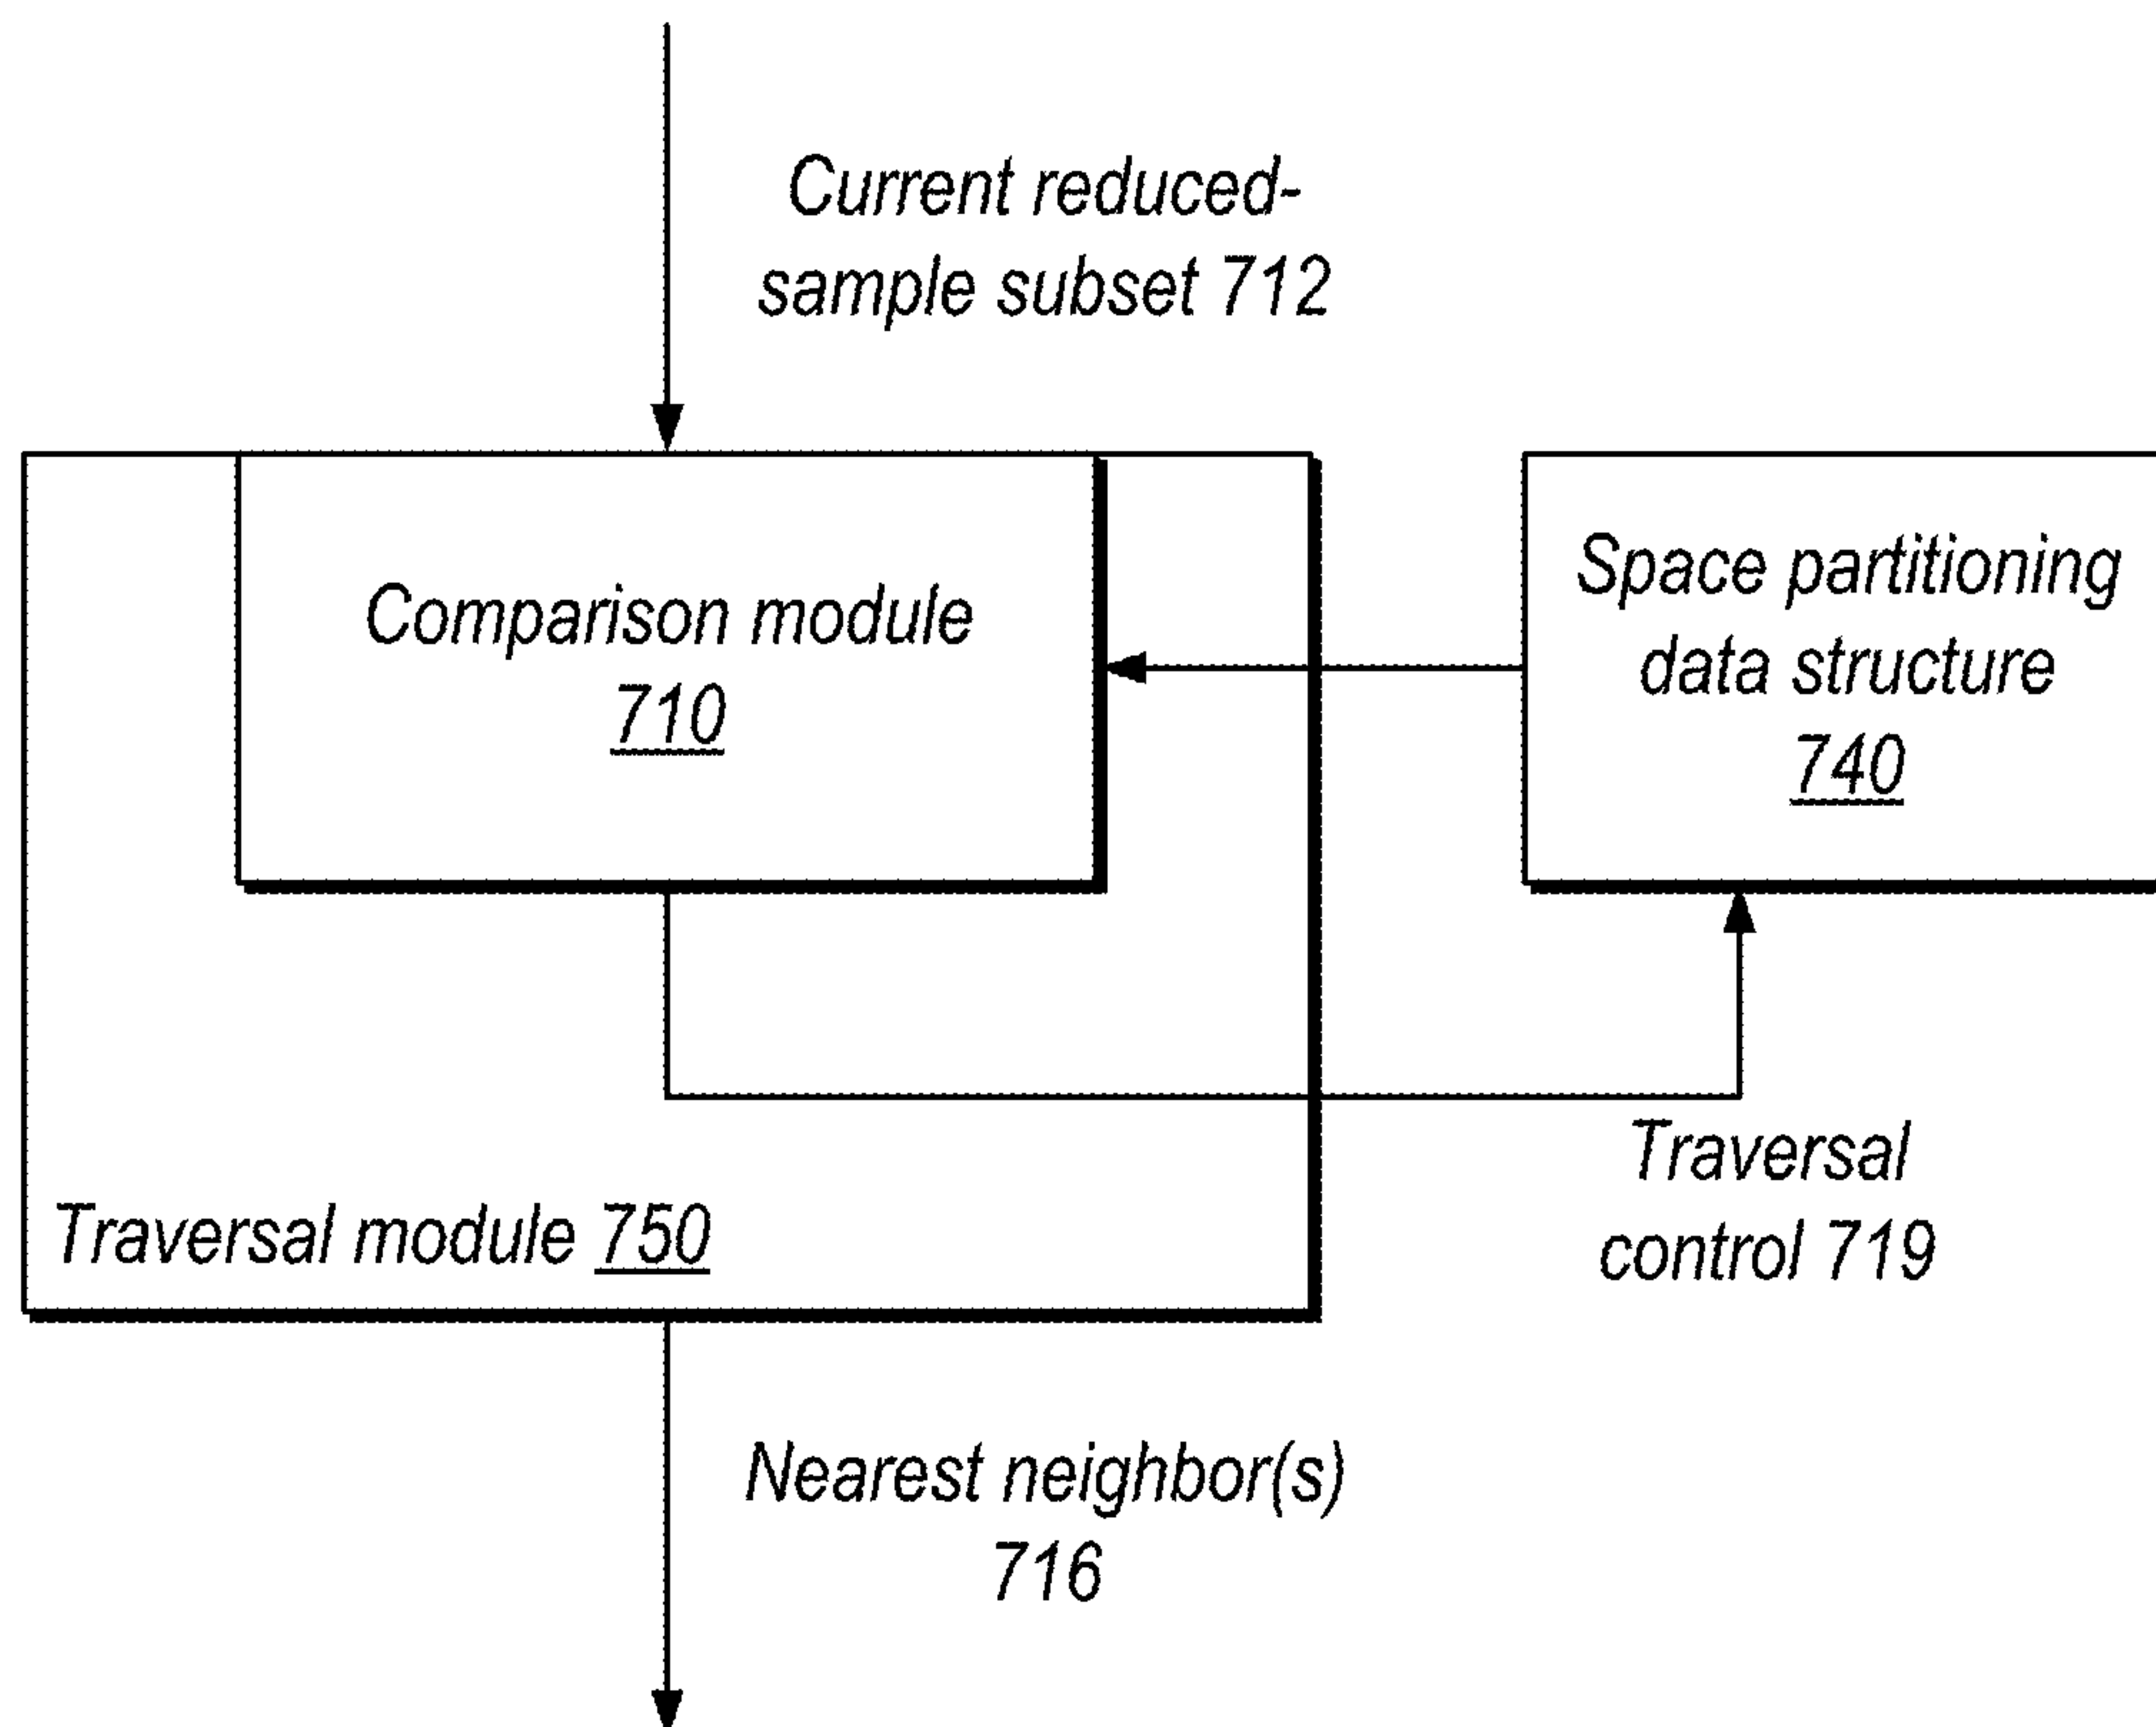 Current reduced-
sample subset 712
Comparison module
710
Space partitioning
data structure
740
Traversal
control 719
Traversal module 750
Nearest neighbor(s)
716